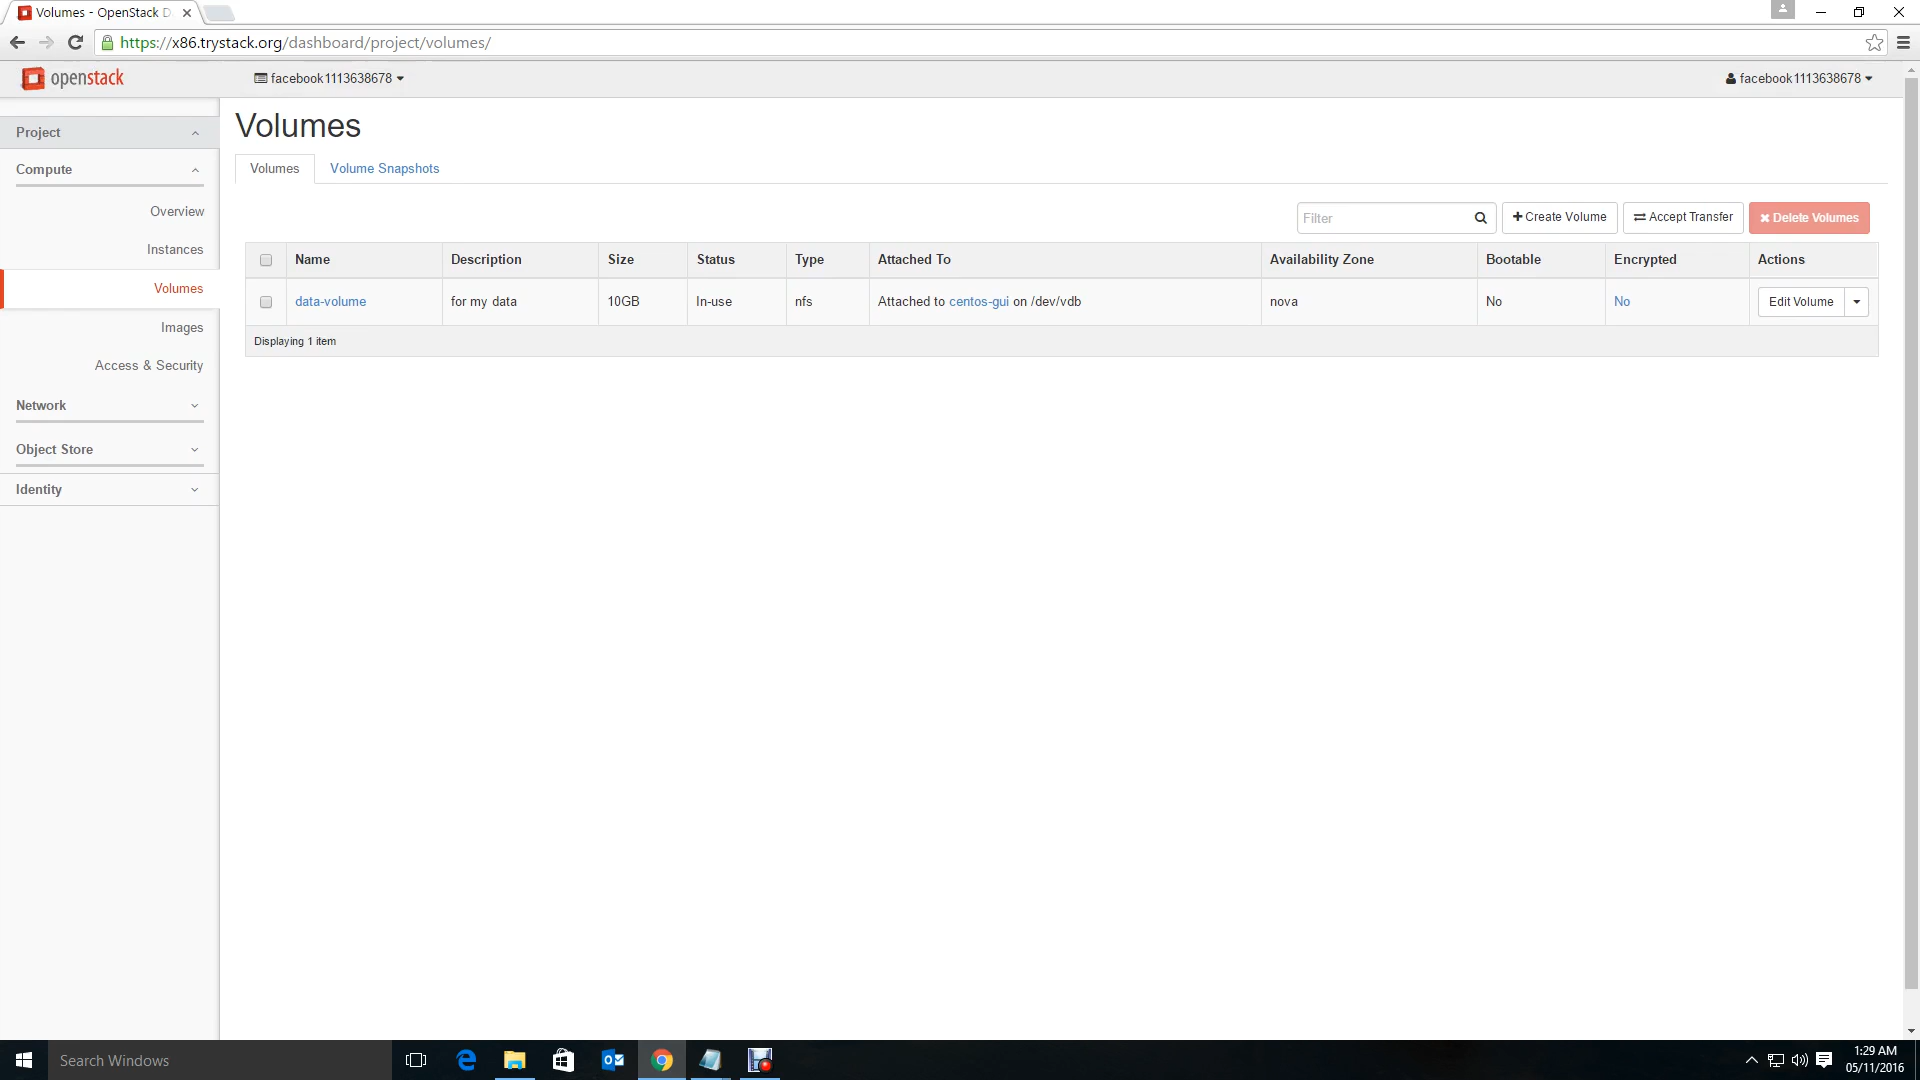 Volumes - OpenStack D
https://x86.trystack.org/dashboard/project/volumes/
openstack
facebook1113638678
facebook1113638678
Project
Compute
Overview
Instances
Volumes
Images
Access & Security
Network
Object Store
Identity
Volumes
Volumes
Volume Snapshots
Filter
Create Volume
Accept Transfer
Delete Volumes
Name Description Size Status Type Attached To Availability Zone Bootable Encrypted Actions
data-volume for my data 10GB In-use nfs Attached to centos-gui on /dev/vdb nova No No Edit Volume
Displaying 1 item
Search Windows
1:29 AM
05/11/2016